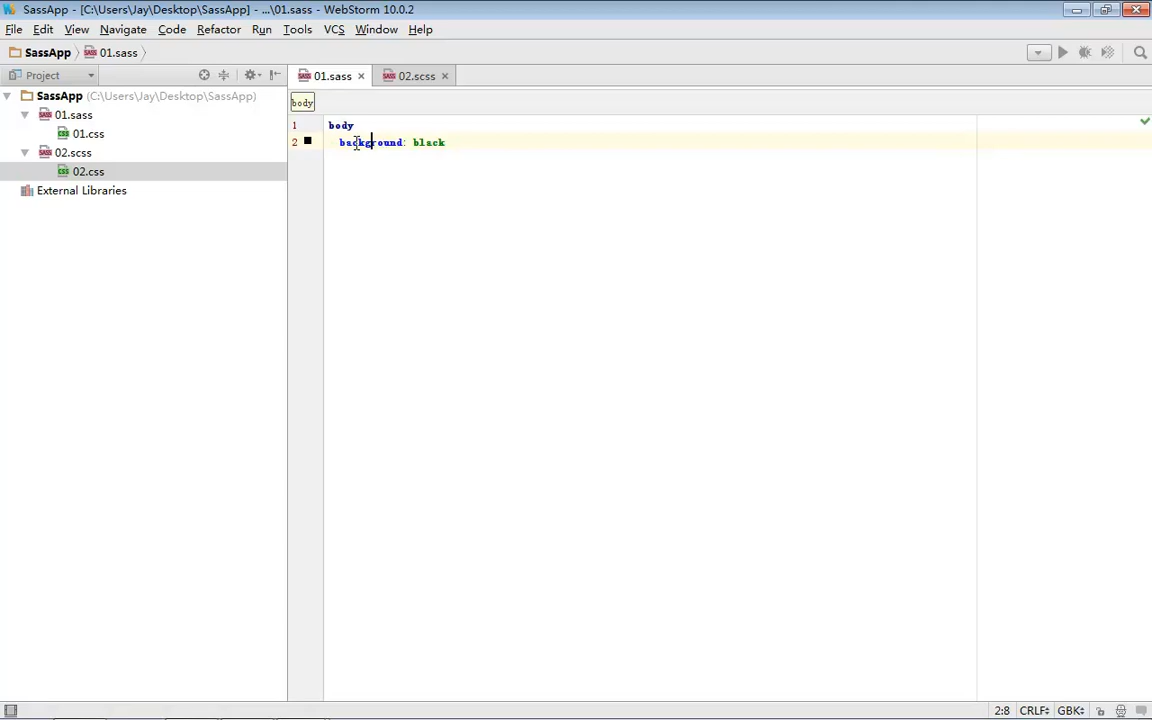 SassApp - [C:\Users\Jay\Desktop\SassApp] - ...\01.sass - WebStorm 10.0.2
File Edit View Navigate Code Refactor Run Tools VCS Window Help
SassApp 01.sass
Project
01.sass 02.scss
SassApp (C:\Users\Jay\Desktop\SassApp)
body
01.sass
01.css
02.scss
02.css
External Libraries
1 body
2 background: black
2:8 CRLF GBK